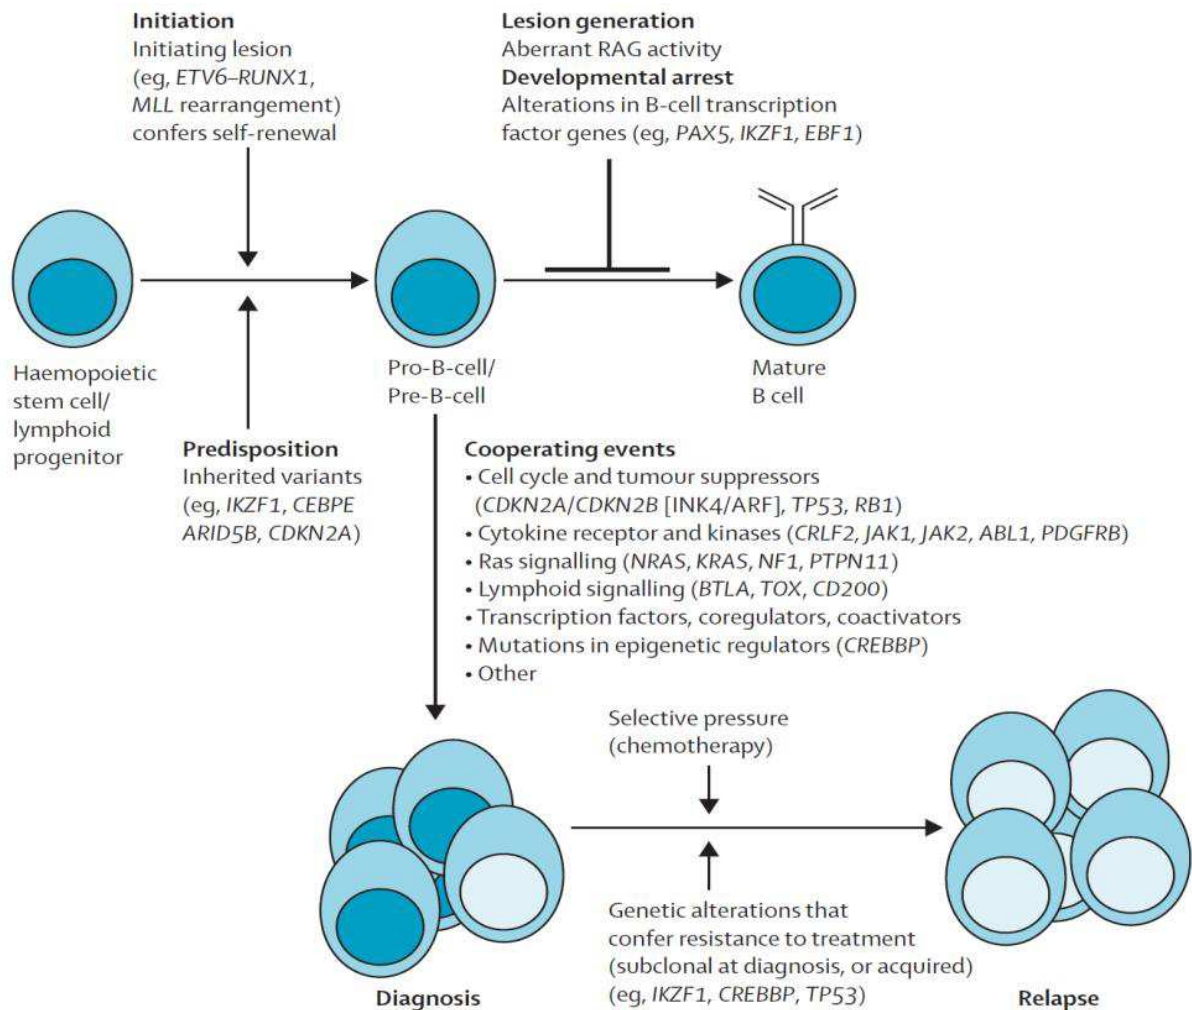 Initiation
Initiating lesion
(eg, ETV6–RUNX1,
MLL rearrangement)
confers self-renewal
Lesion generation
Aberrant RAG activity
Developmental arrest
Alterations in B-cell transcription
factor genes (eg, PAX5, IKZF1, EBF1)
Haemopoietic
stem cell/
lymphoid
progenitor
Pro-B-cell/
Pre-B-cell
Mature
B cell
Predisposition
Inherited variants
(eg, IKZF1, CEBPE
ARID5B, CDKN2A)
Cooperating events
• Cell cycle and tumour suppressors
(CDKN2A/CDKN2B [INK4/ARF], TP53, RB1)
• Cytokine receptor and kinases (CRLF2, JAK1, JAK2, ABL1, PDGFRB)
• Ras signalling (NRAS, KRAS, NF1, PTPN11)
• Lymphoid signalling (BTLA, TOX, CD200)
• Transcription factors, coregulators, coactivators
• Mutations in epigenetic regulators (CREBBP)
• Other
Selective pressure
(chemotherapy)
Genetic alterations that
confer resistance to treatment
(subclonal at diagnosis, or acquired)
(eg, IKZF1, CREBBP, TP53)
Diagnosis
Relapse